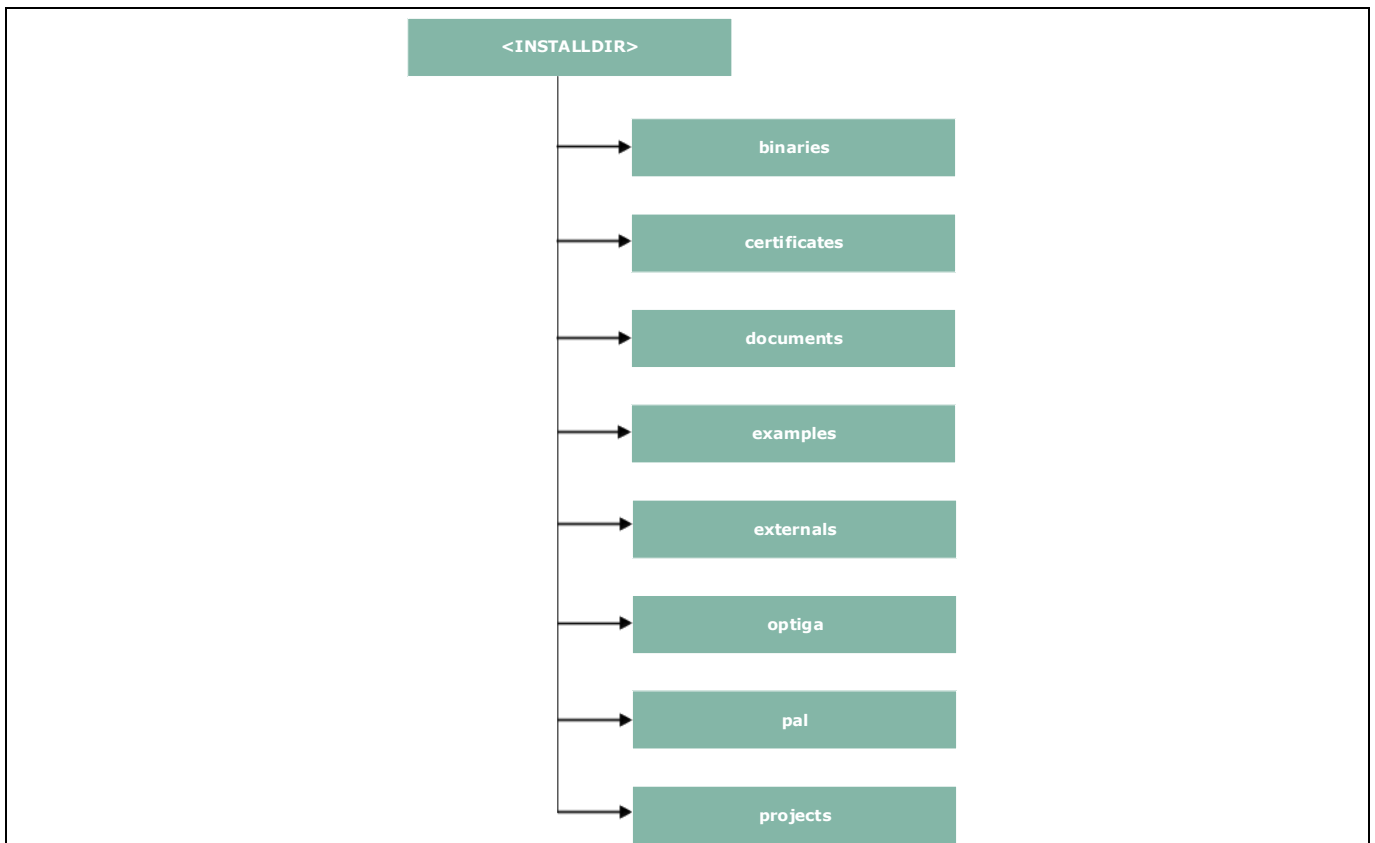 <INSTALLDIR>
binaries
certificates
documents
examples
externals
optiga
pal
projects